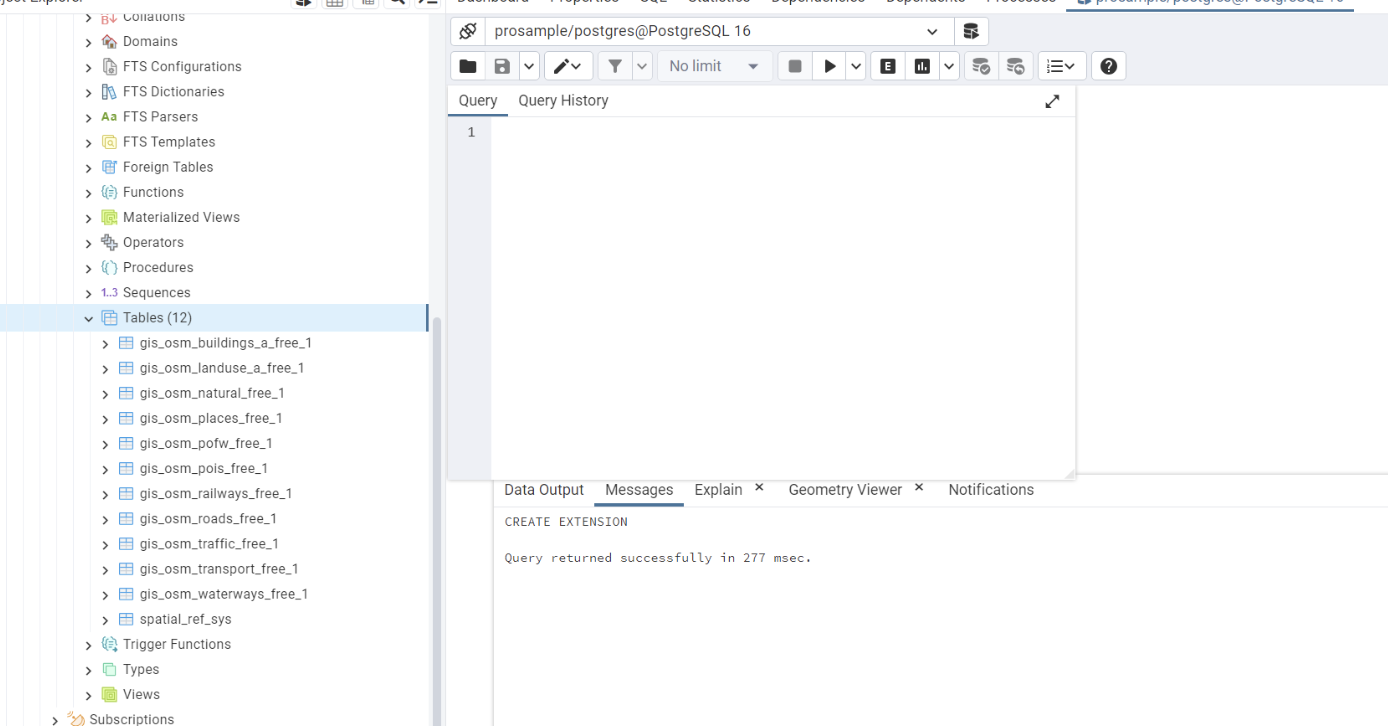 Object Explorer
Dashboard Properties SQL Statistics Dependencies Dependents Processes prosample/postgres@PostgreSQL 16
Collations
Domains
FTS Configurations
FTS Dictionaries
Aa FTS Parsers
FTS Templates
Foreign Tables
Functions
Materialized Views
Operators
Procedures
1..3 Sequences
Tables (12)
gis_osm_buildings_a_free_1
gis_osm_landuse_a_free_1
gis_osm_natural_free_1
gis_osm_places_free_1
gis_osm_pofw_free_1
gis_osm_pois_free_1
gis_osm_railways_free_1
gis_osm_roads_free_1
gis_osm_traffic_free_1
gis_osm_transport_free_1
gis_osm_waterways_free_1
spatial_ref_sys
Trigger Functions
Types
Views
Subscriptions
prosample/postgres@PostgreSQL 16
No limit
E
Query Query History
1
Data Output Messages Explain Geometry Viewer Notifications
CREATE EXTENSION
Query returned successfully in 277 msec.